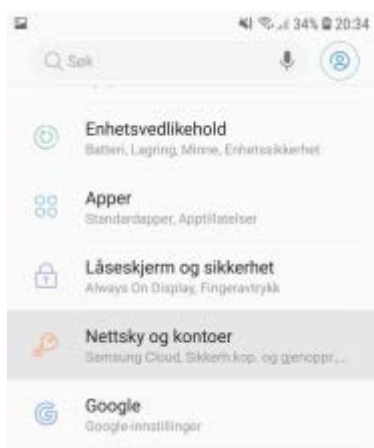 34% 20:34
Søk
Enhetsvedlikehold
Batteri, Lagring, Minne, Enhetssikkerhet
Apper
Standardapper, Apptillatelser
Låseskjerm og sikkerhet
Always On Display, Fingeravtrykk
Nettsky og kontoer
Samsung Cloud, Sikkerh.kop. og gjenoppr.,...
Google
Google-innstillinger